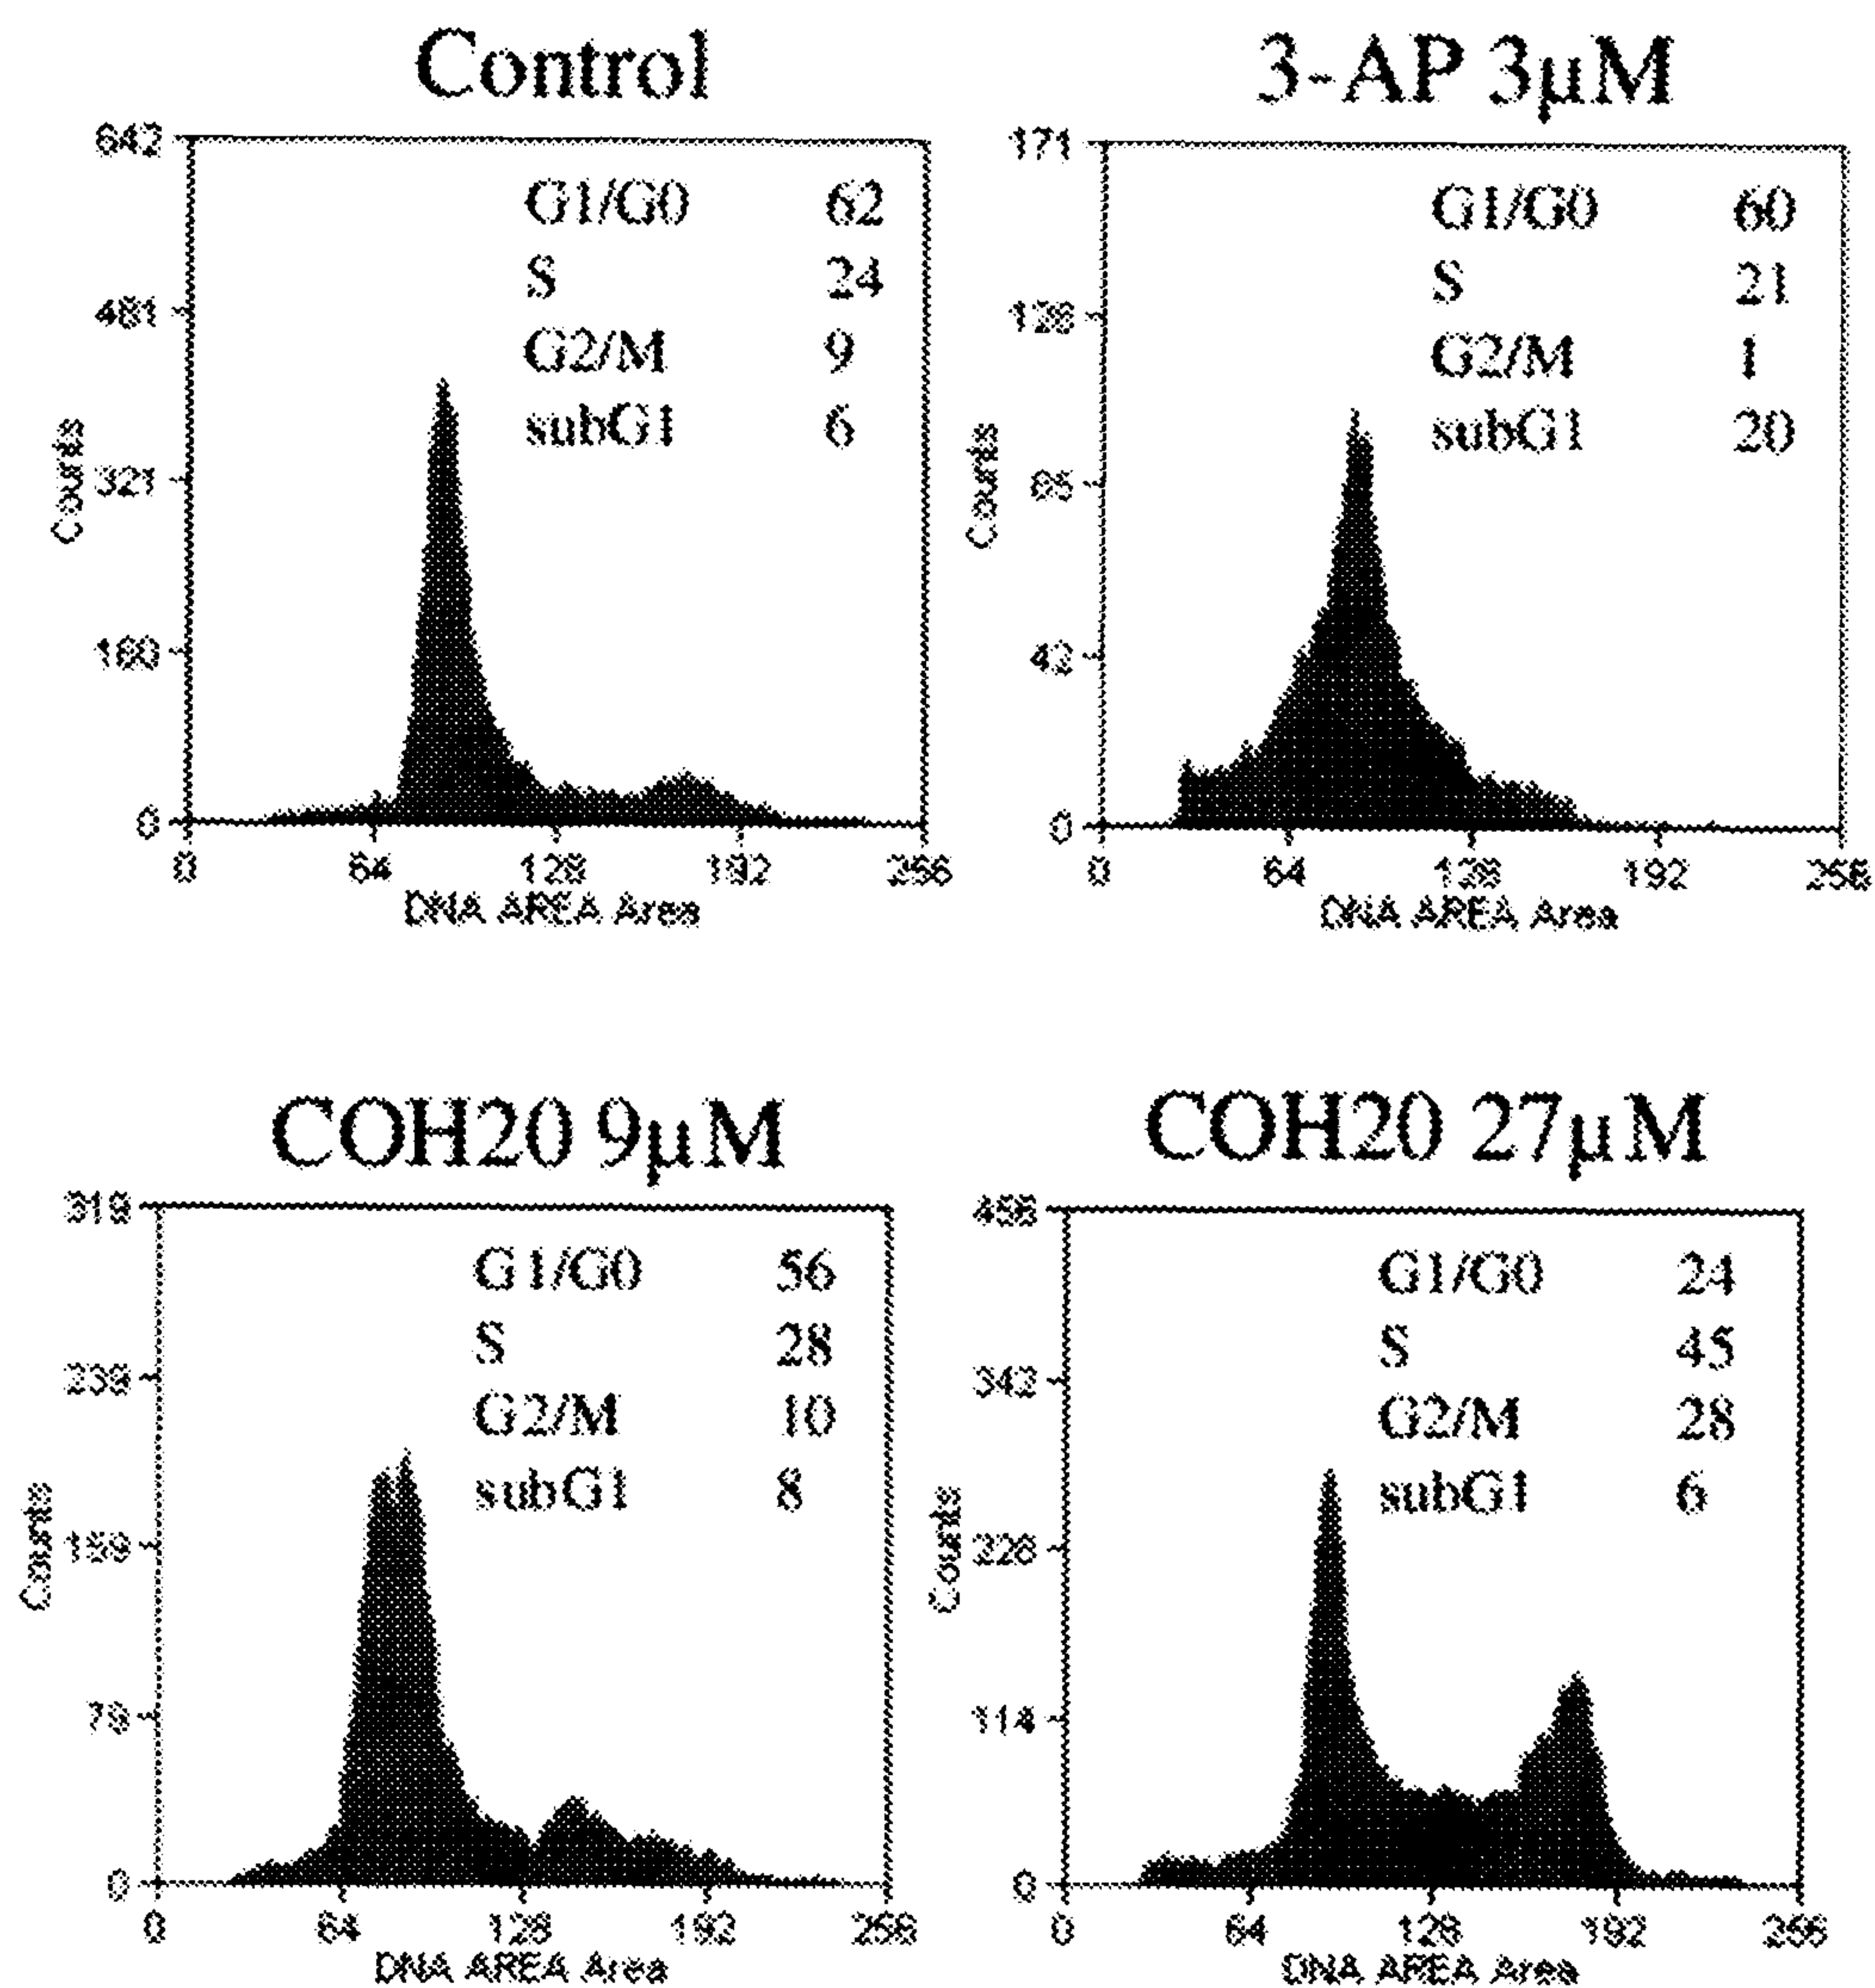 Control
642
G1/G0 62
S 24
481
G2/M 9
subG1 6
321
Counts
160
0
0 64 128 192 256
DNA AREA Area
3-AP 3μM
171
G1/G0 60
S 21
128
G2/M 1
subG1 20
85
Counts
42
0
0 64 128 192 256
DNA AREA Area
COH20 9μM
319
G1/G0 56
S 28
239
G2/M 10
subG1 8
159
Counts
79
0
0 64 128 192 256
DNA AREA Area
COH20 27μM
456
G1/G0 24
S 45
342
G2/M 28
subG1 6
228
Counts
114
0
0 64 128 192 256
DNA AREA Area